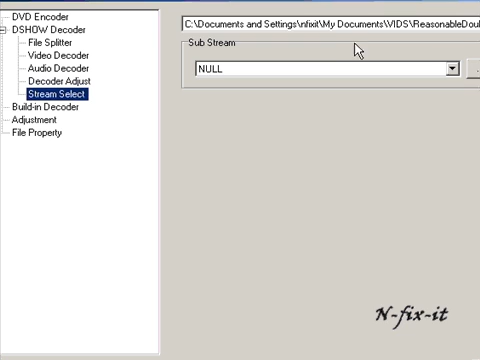 DVD Encoder
DSHOW Decoder
File Splitter
Video Decoder
Audio Decoder
Decoder Adjust
Stream Select
Build-in Decoder
Adjustment
File Property
C:\Documents and Settings\nfixit\My Documents\VIDS\ReasonableDou
Sub Stream
NULL
N-fix-it